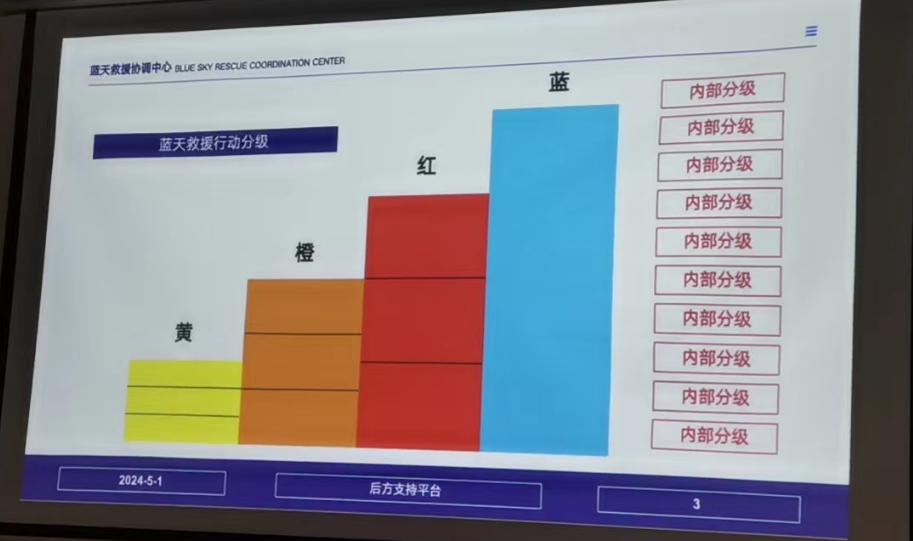 蓝天救援协调中心 BLUE SKY RESCUE COORDINATION CENTER
蓝天救援行动分级
黄
橙
红
蓝
内部分级
内部分级
内部分级
内部分级
内部分级
内部分级
内部分级
内部分级
内部分级
内部分级
2024-5-1
后方支持平台
3